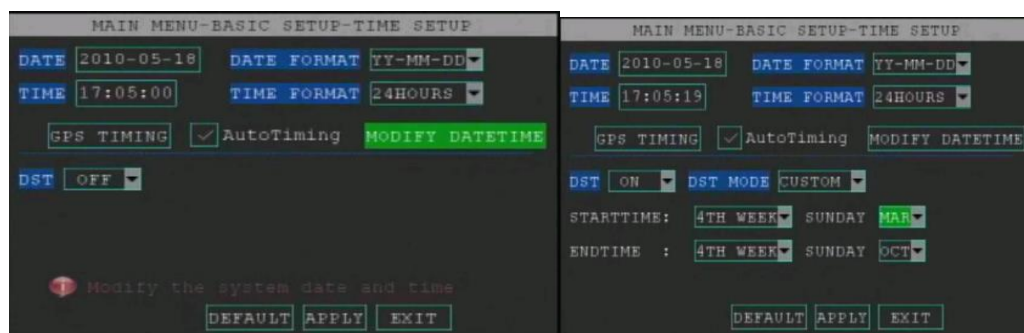 MAIN MENU-BASIC SETUP-TIME SETUP
DATE 2010-05-18 DATE FORMAT YY-MM-DD
TIME 17:05:00 TIME FORMAT 24HOURS
GPS TIMING AutoTiming MODIFY DATETIME
DST OFF
Modify the system date and time
DEFAULT APPLY EXIT
MAIN MENU-BASIC SETUP-TIME SETUP
DATE 2010-05-18 DATE FORMAT YY-MM-DD
TIME 17:05:19 TIME FORMAT 24HOURS
GPS TIMING AutoTiming MODIFY DATETIME
DST ON DST MODE CUSTOM
STARTTIME: 4TH WEEK SUNDAY MAR
ENDTIME : 4TH WEEK SUNDAY OCT
DEFAULT APPLY EXIT